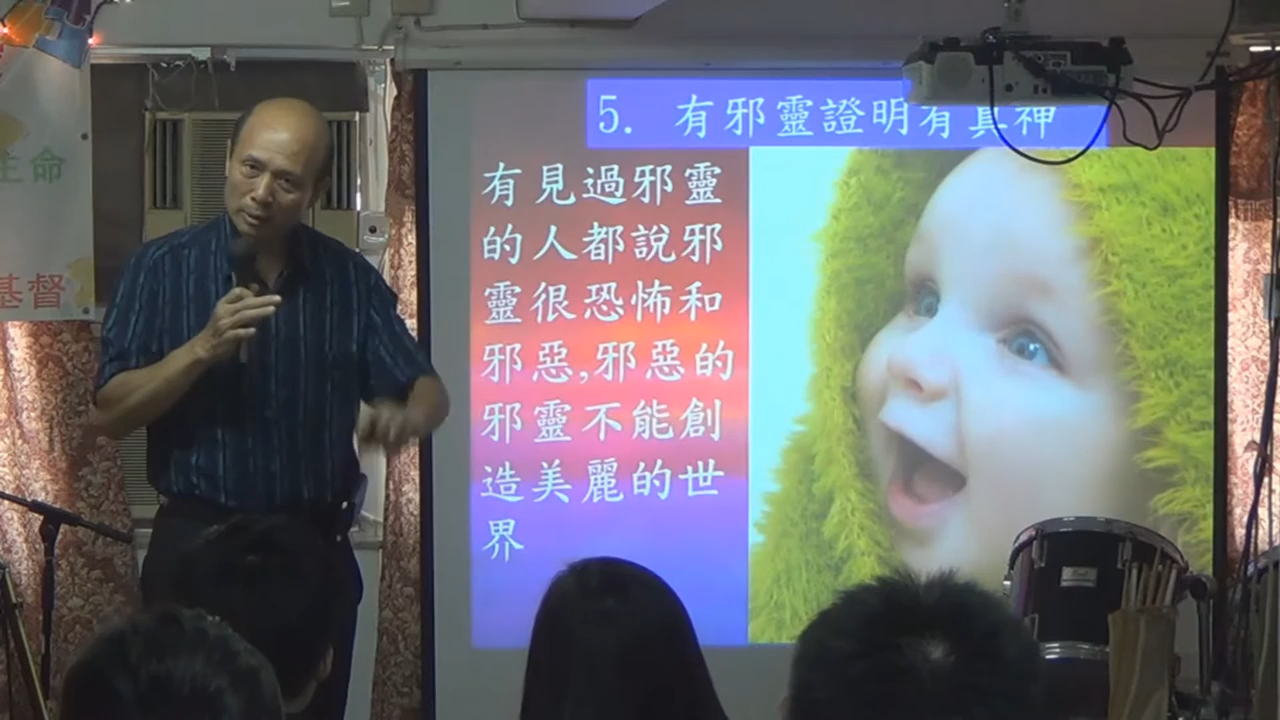 5. 有邪靈證明有真神
有見過邪靈
的人都說邪
靈很恐怖和
邪惡,邪惡的
邪靈不能創
造美麗的世
界
生命
基督